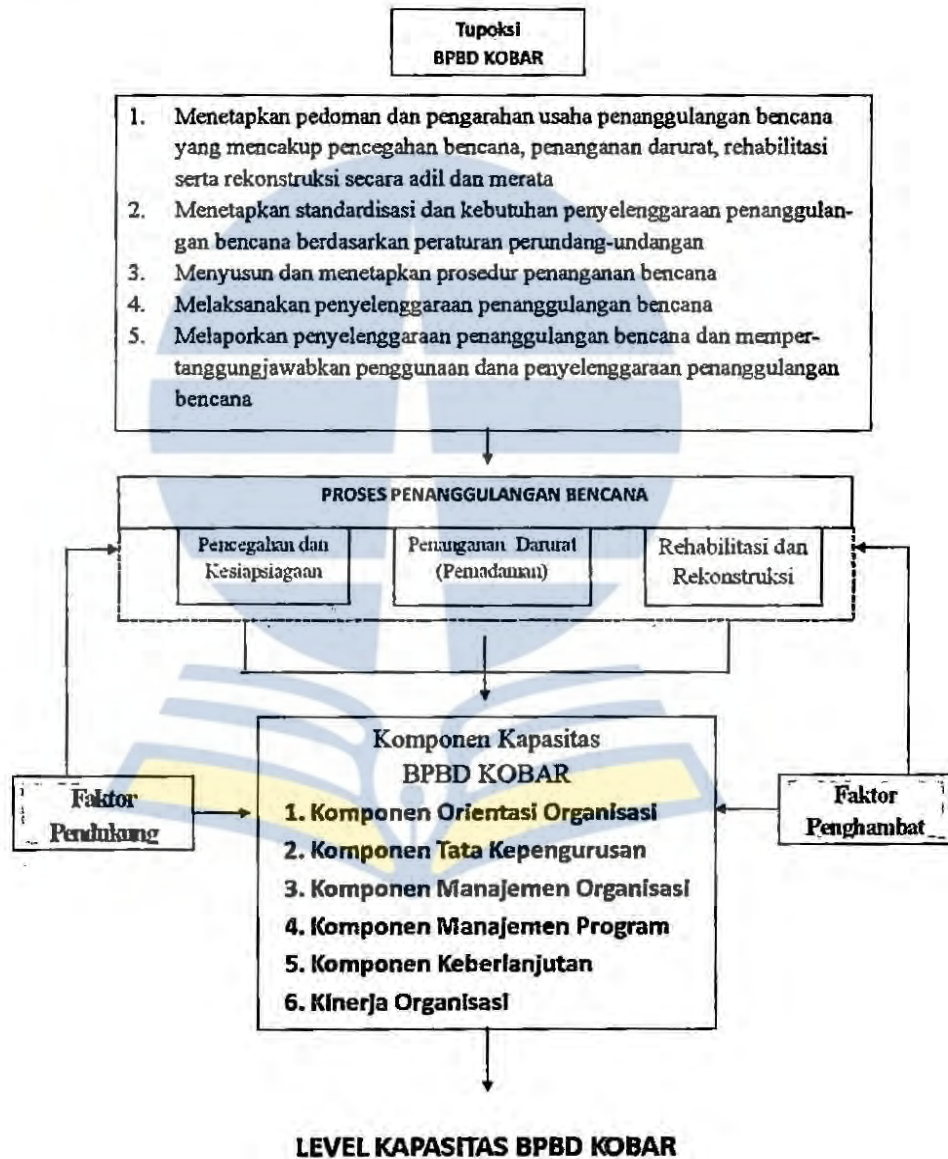 Tupoksi
BPBD KOBAR
1. Menetapkan pedoman dan pengarahan usaha penanggulangan bencana
yang mencakup pencegahan bencana, penanganan darurat, rehabilitasi
serta rekonstruksi secara adil dan merata
2. Menetapkan standardisasi dan kebutuhan penyelenggaraan penanggulan-
gan bencana berdasarkan peraturan perundang-undangan
3. Menyusun dan menetapkan prosedur penanganan bencana
4. Melaksanakan penyelenggaraan penanggulangan bencana
5. Melaporkan penyelenggaraan penanggulangan bencana dan memper-
tanggungjawabkan penggunaan dana penyelenggaraan penanggulangan
bencana
PROSES PENANGGULANGAN BENCANA
Pencegahan dan
Kesiapsiagaan
Penanganan Darurat
(Pemadaman)
Rehabilitasi dan
Rekonstruksi
Faktor
Pendukung
Komponen Kapasitas
BPBD KOBAR
1. Komponen Orientasi Organisasi
2. Komponen Tata Kepengurusan
3. Komponen Manajemen Organisasi
4. Komponen Manajemen Program
5. Komponen Keberlanjutan
6. Kinerja Organisasi
Faktor
Penghambat
LEVEL KAPASITAS BPBD KOBAR